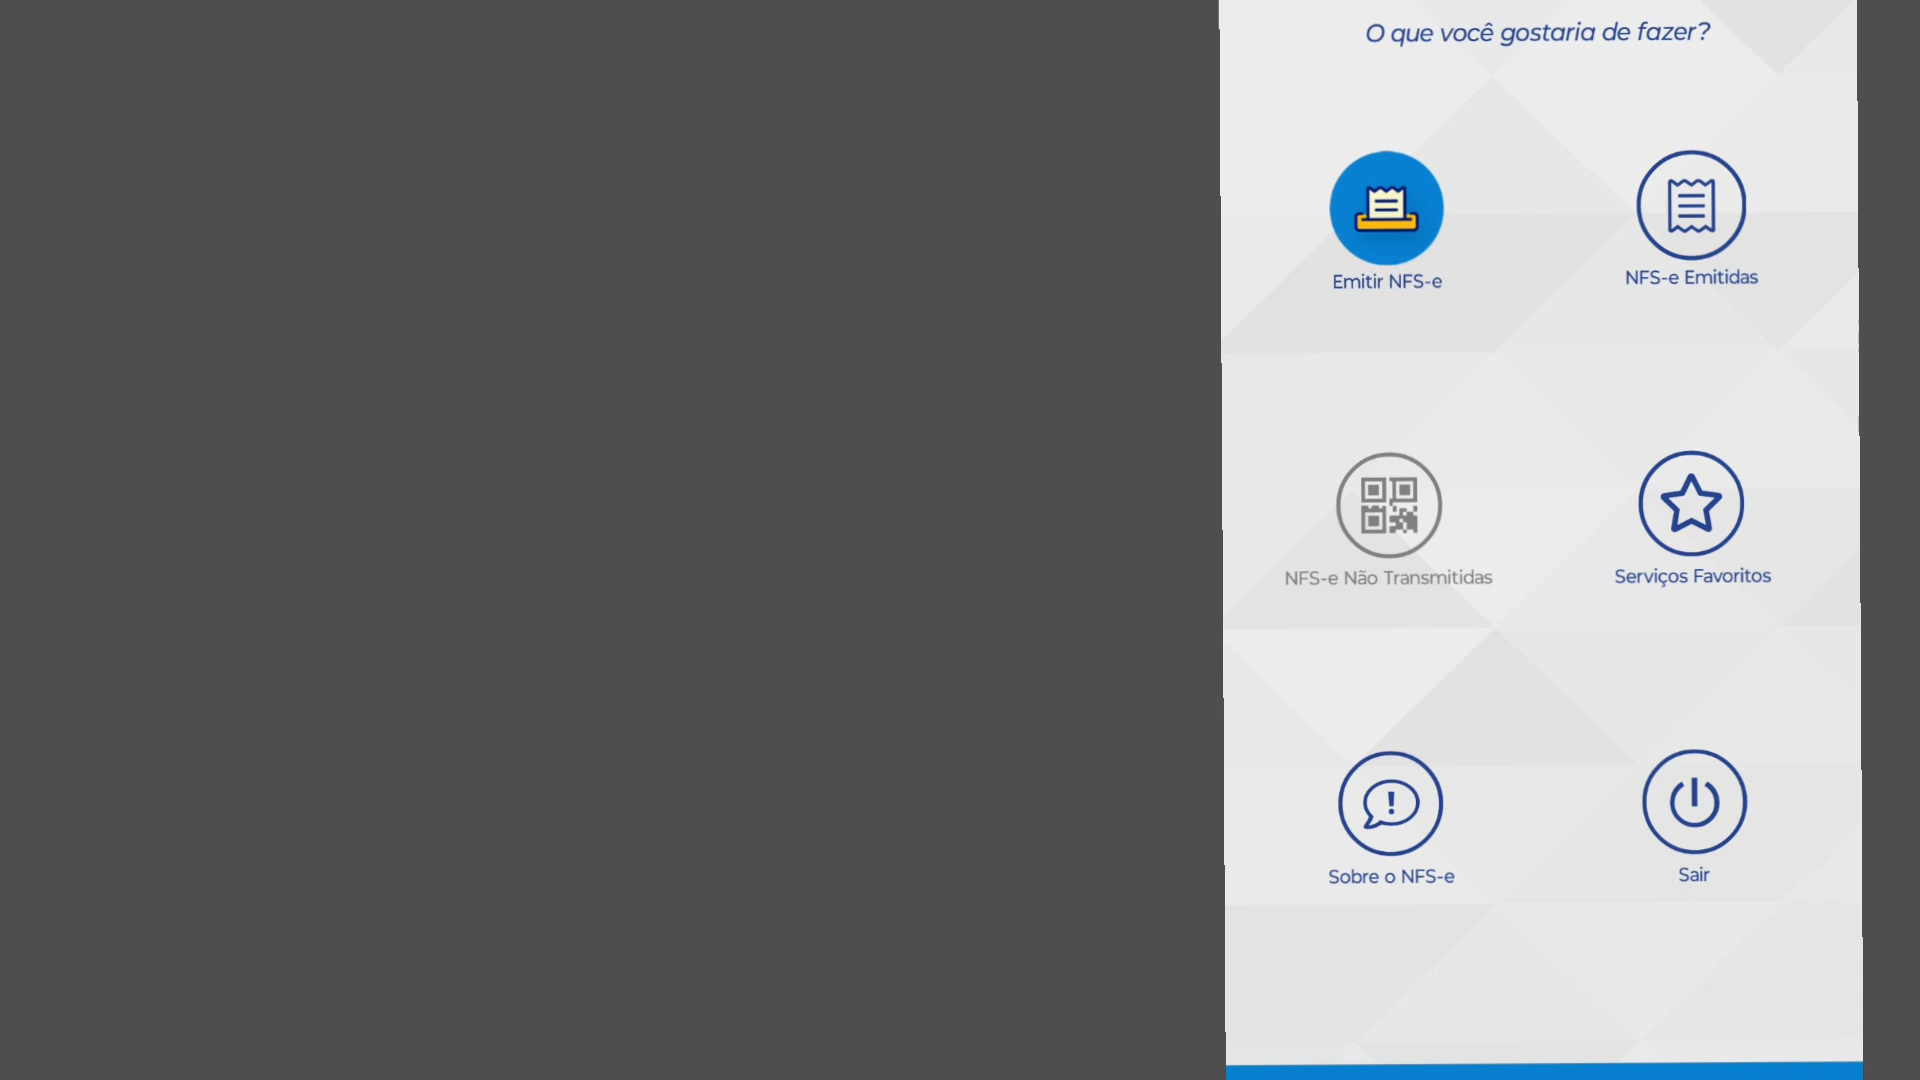 O que você gostaria de fazer?
Emitir NFS-e
NFS-e Emitidas
NFS-e Não Transmitidas
Serviços Favoritos
Sobre o NFS-e
Sair